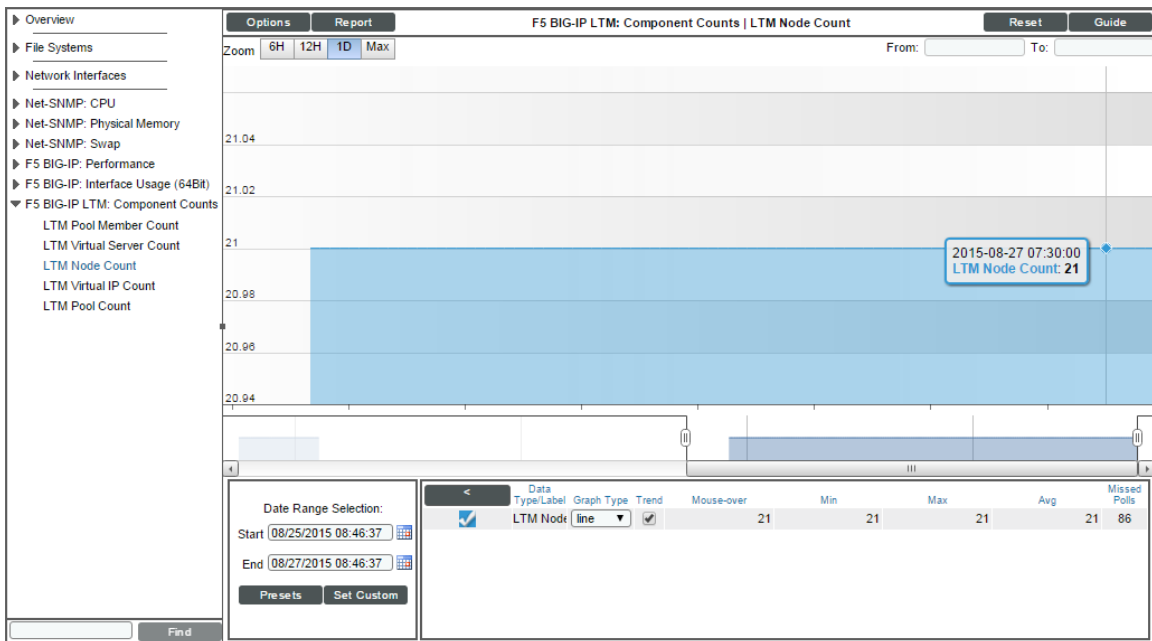 Overview
File Systems
Network Interfaces
Net-SNMP: CPU
Net-SNMP: Physical Memory
Net-SNMP: Swap
F5 BIG-IP: Performance
F5 BIG-IP: Interface Usage (64Bit)
F5 BIG-IP LTM: Component Counts
LTM Pool Member Count
LTM Virtual Server Count
LTM Node Count
LTM Virtual IP Count
LTM Pool Count
Find
Options Report F5 BIG-IP LTM: Component Counts | LTM Node Count Reset Guide
Zoom 6H 12H 1D Max From: To:
21.04
21.02
21
20.98
20.96
20.94
2015-08-27 07:30:00
LTM Node Count: 21
Date Range Selection:
Start 08/25/2015 08:46:37
End 08/27/2015 08:46:37
Presets Set Custom
< Data Type/Label Graph Type Trend Mouse-over Min Max Avg Missed Polls
LTM Node line 21 21 21 21 86